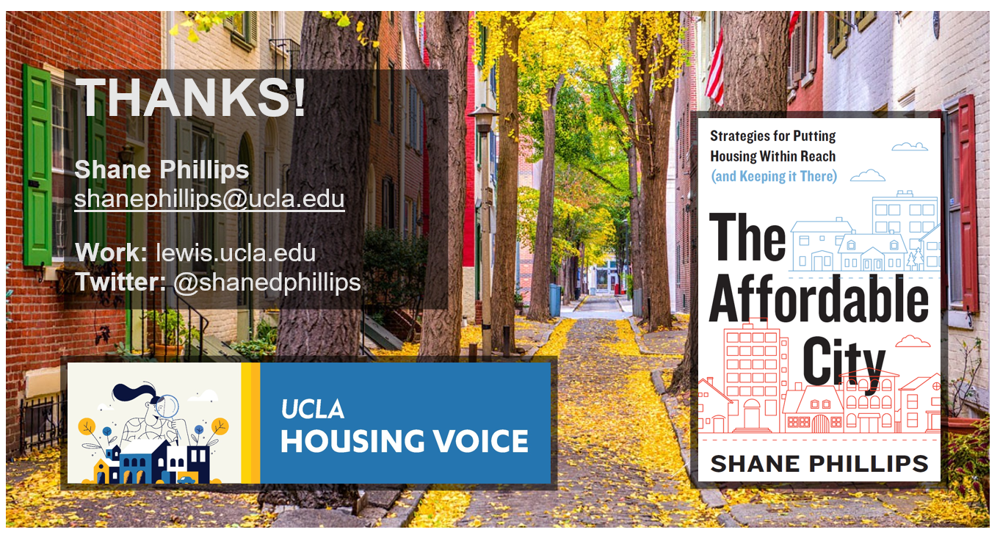 THANKS!
Shane Phillips
shanephillips@ucla.edu
Work: lewis.ucla.edu
Twitter: @shanedphillips
UCLA
HOUSING VOICE
Strategies for Putting
Housing Within Reach
(and Keeping it There)
The
Affordable
City
SHANE PHILLIPS